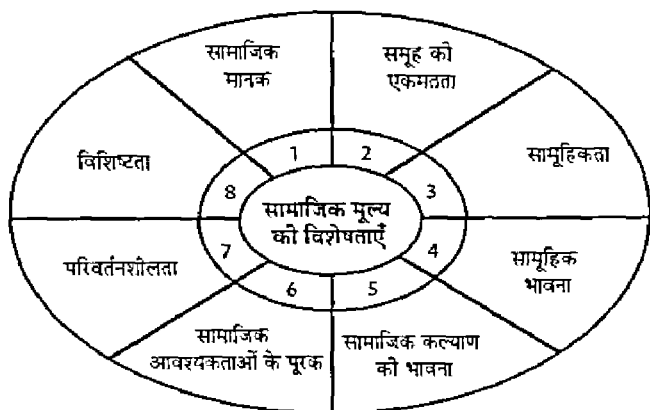 सामाजिक
मानक
1
समूह की
एकमतता
2
सामूहिकता
3
सामूहिक
भावना
4
सामाजिक कल्याण
की भावना
5
सामाजिक
आवश्यकताओं के पूरक
6
परिवर्तनशीलता
7
विशिष्टता
8
सामाजिक मूल्य
की विशेषताएँ